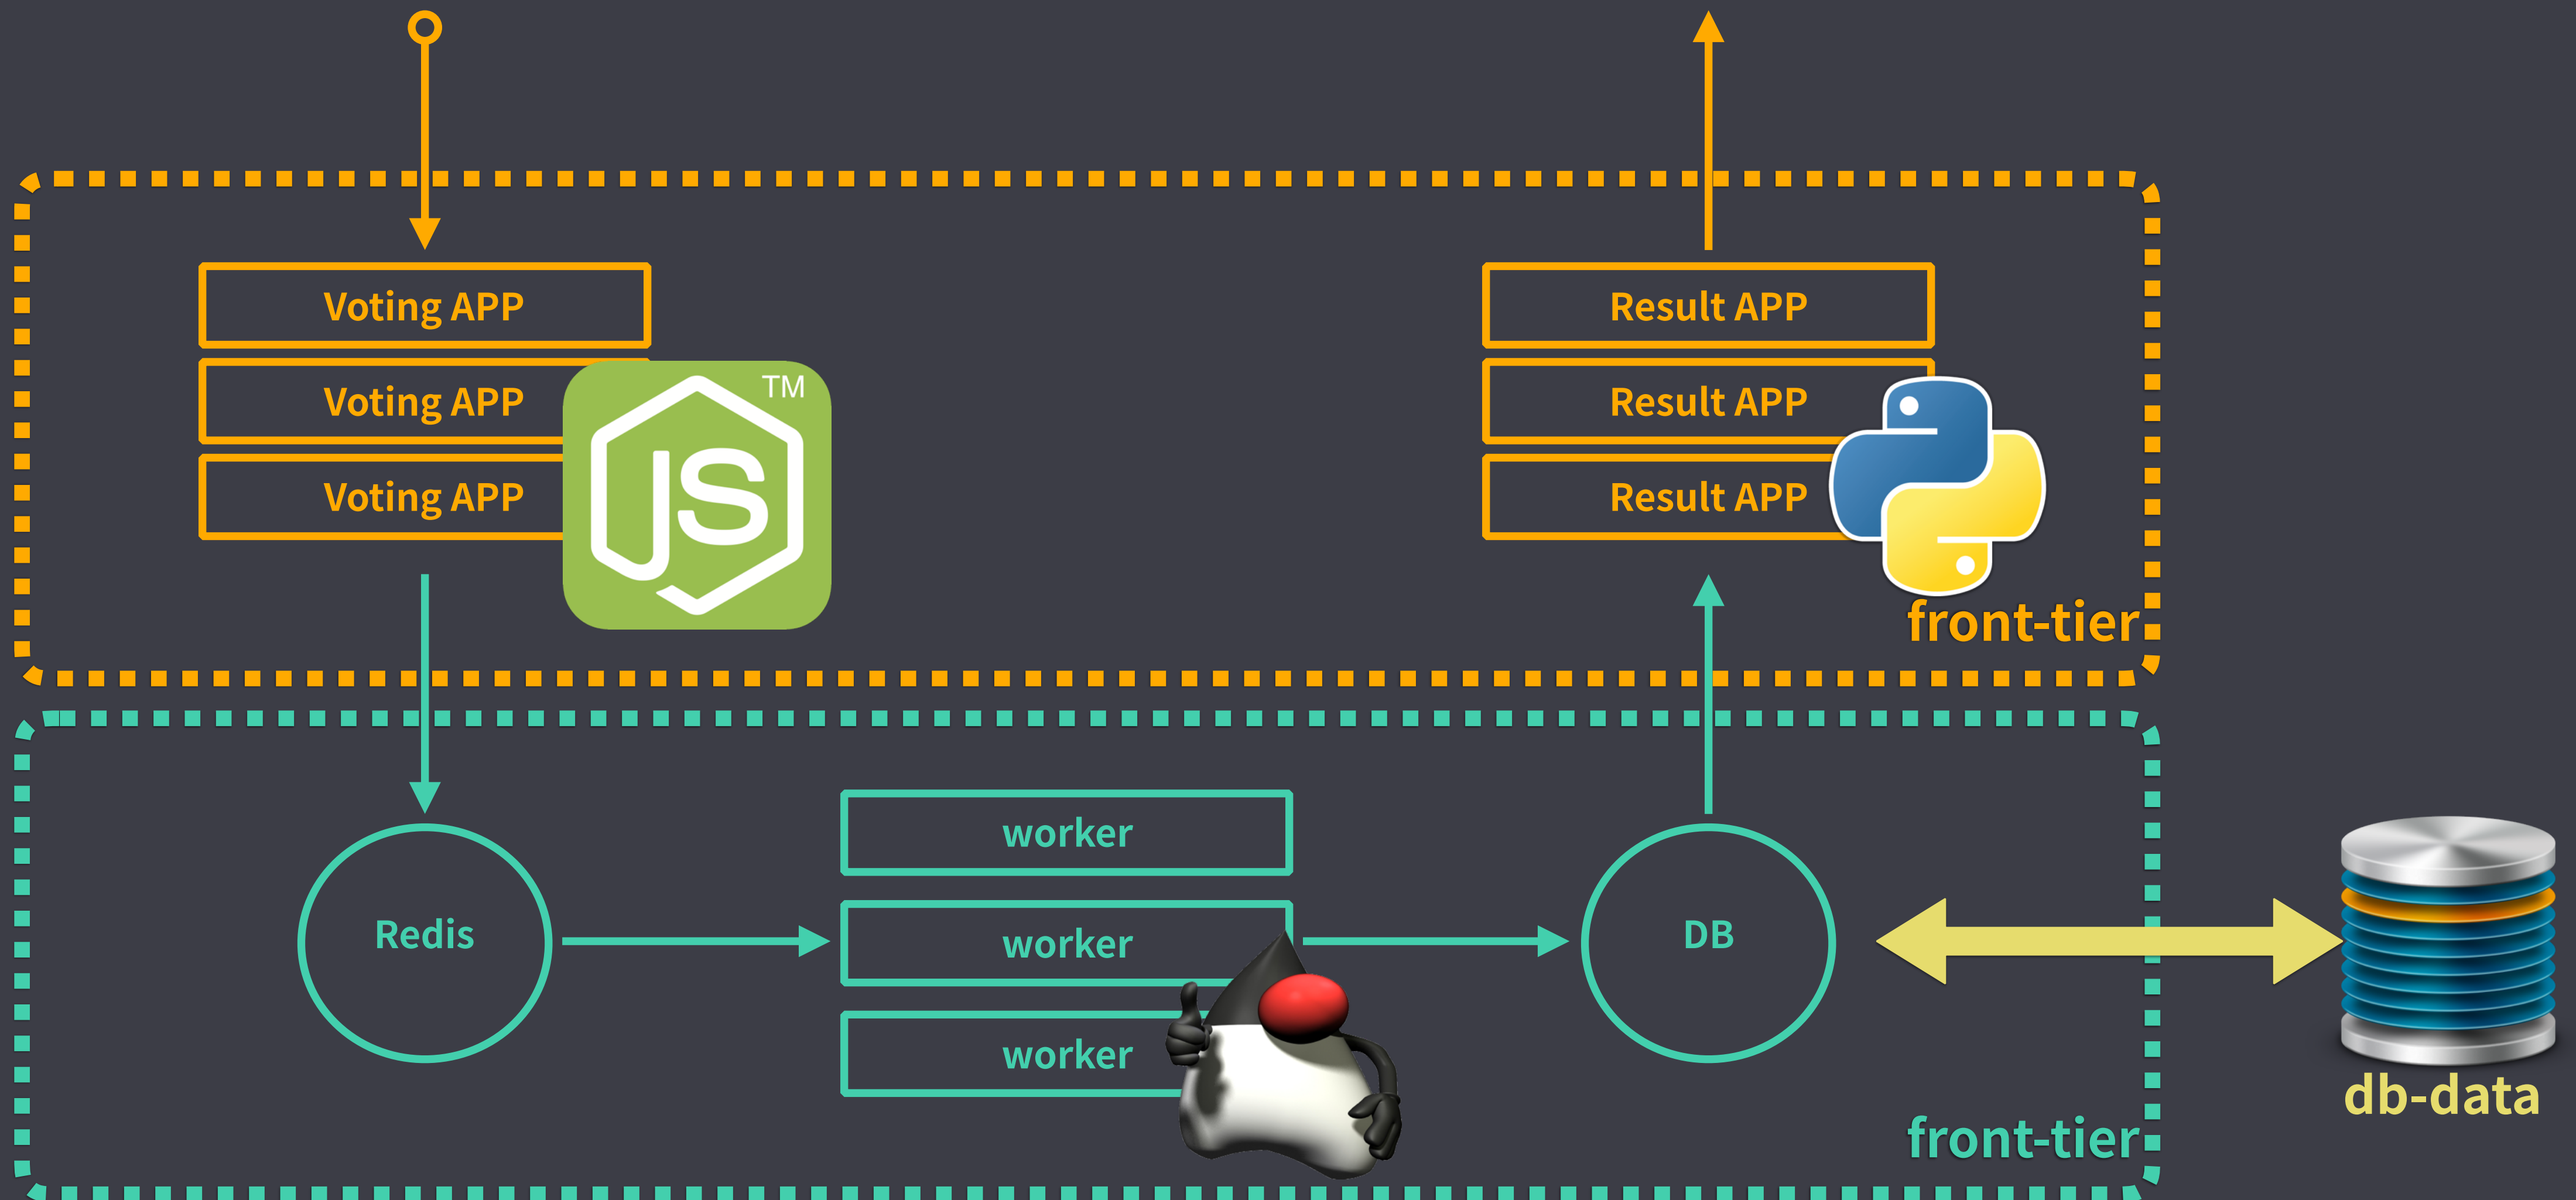 Voting APP
Voting APP
Voting APP
TM
JS
Result APP
Result APP
Result APP
front-tier
Redis
worker
worker
worker
DB
db-data
front-tier